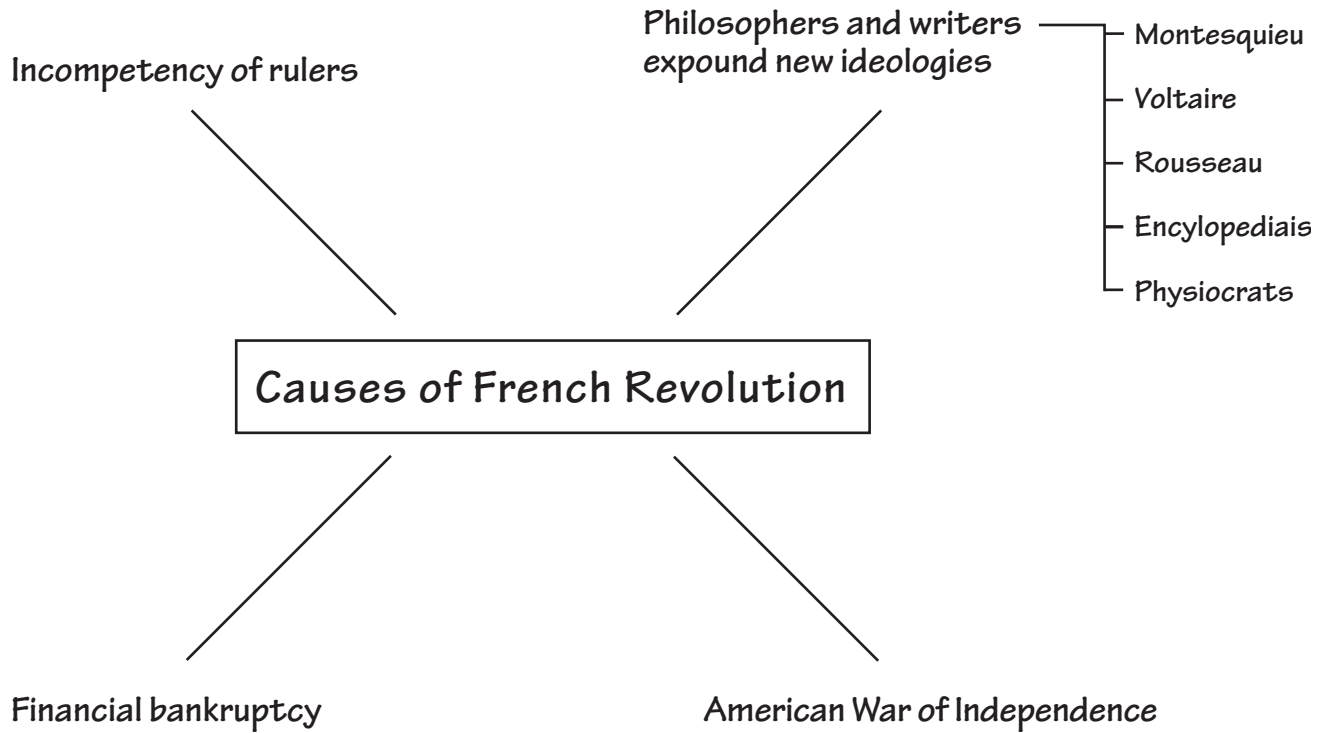 Philosophers and writers
expound new ideologies
Montesquieu
Voltaire
Rousseau
Encylopediais
Physiocrats
Incompetency of rulers
Causes of French Revolution
Financial bankruptcy
American War of Independence